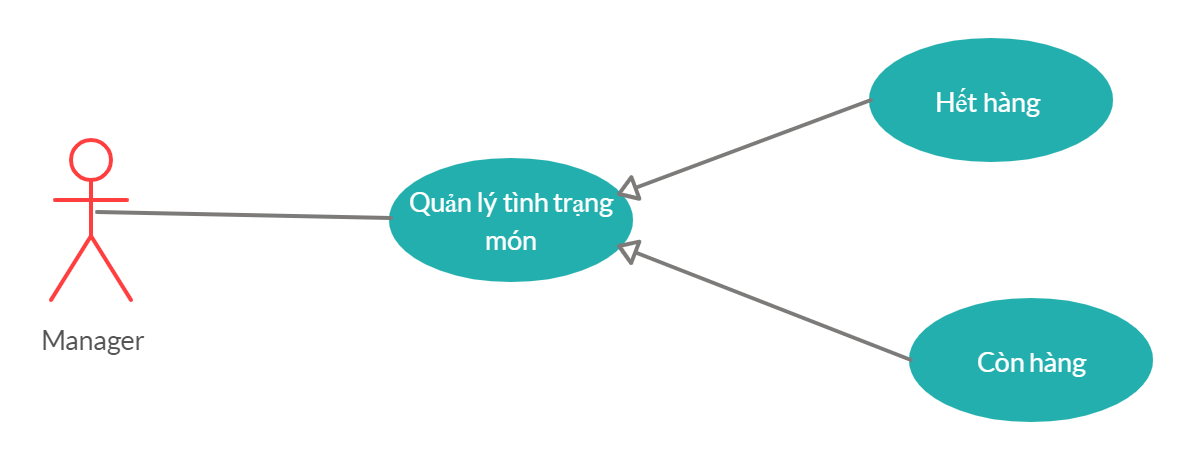 Hết hàng
Quản lý tình trạng
món
Manager
Còn hàng